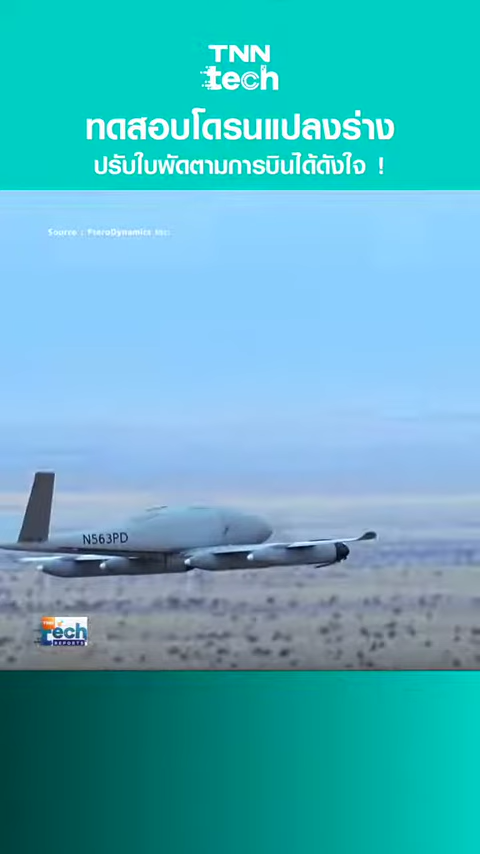 TNN
tech
ทดสอบโดรนแปลงร่าง
ปรับใบพัดตามการบินได้ดังใจ !
Source : PteroDynamics Inc.
N563PD
TNN
tech
REPORTS